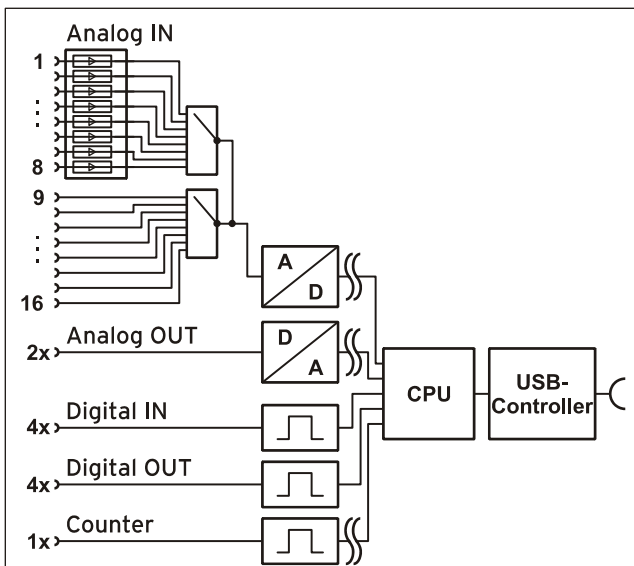 Analog IN
1
⋮
8
9
⋮
16
A
D
Analog OUT
2x
D
A
CPU
USB-
Controller
Digital IN
4x
Digital OUT
4x
Counter
1x